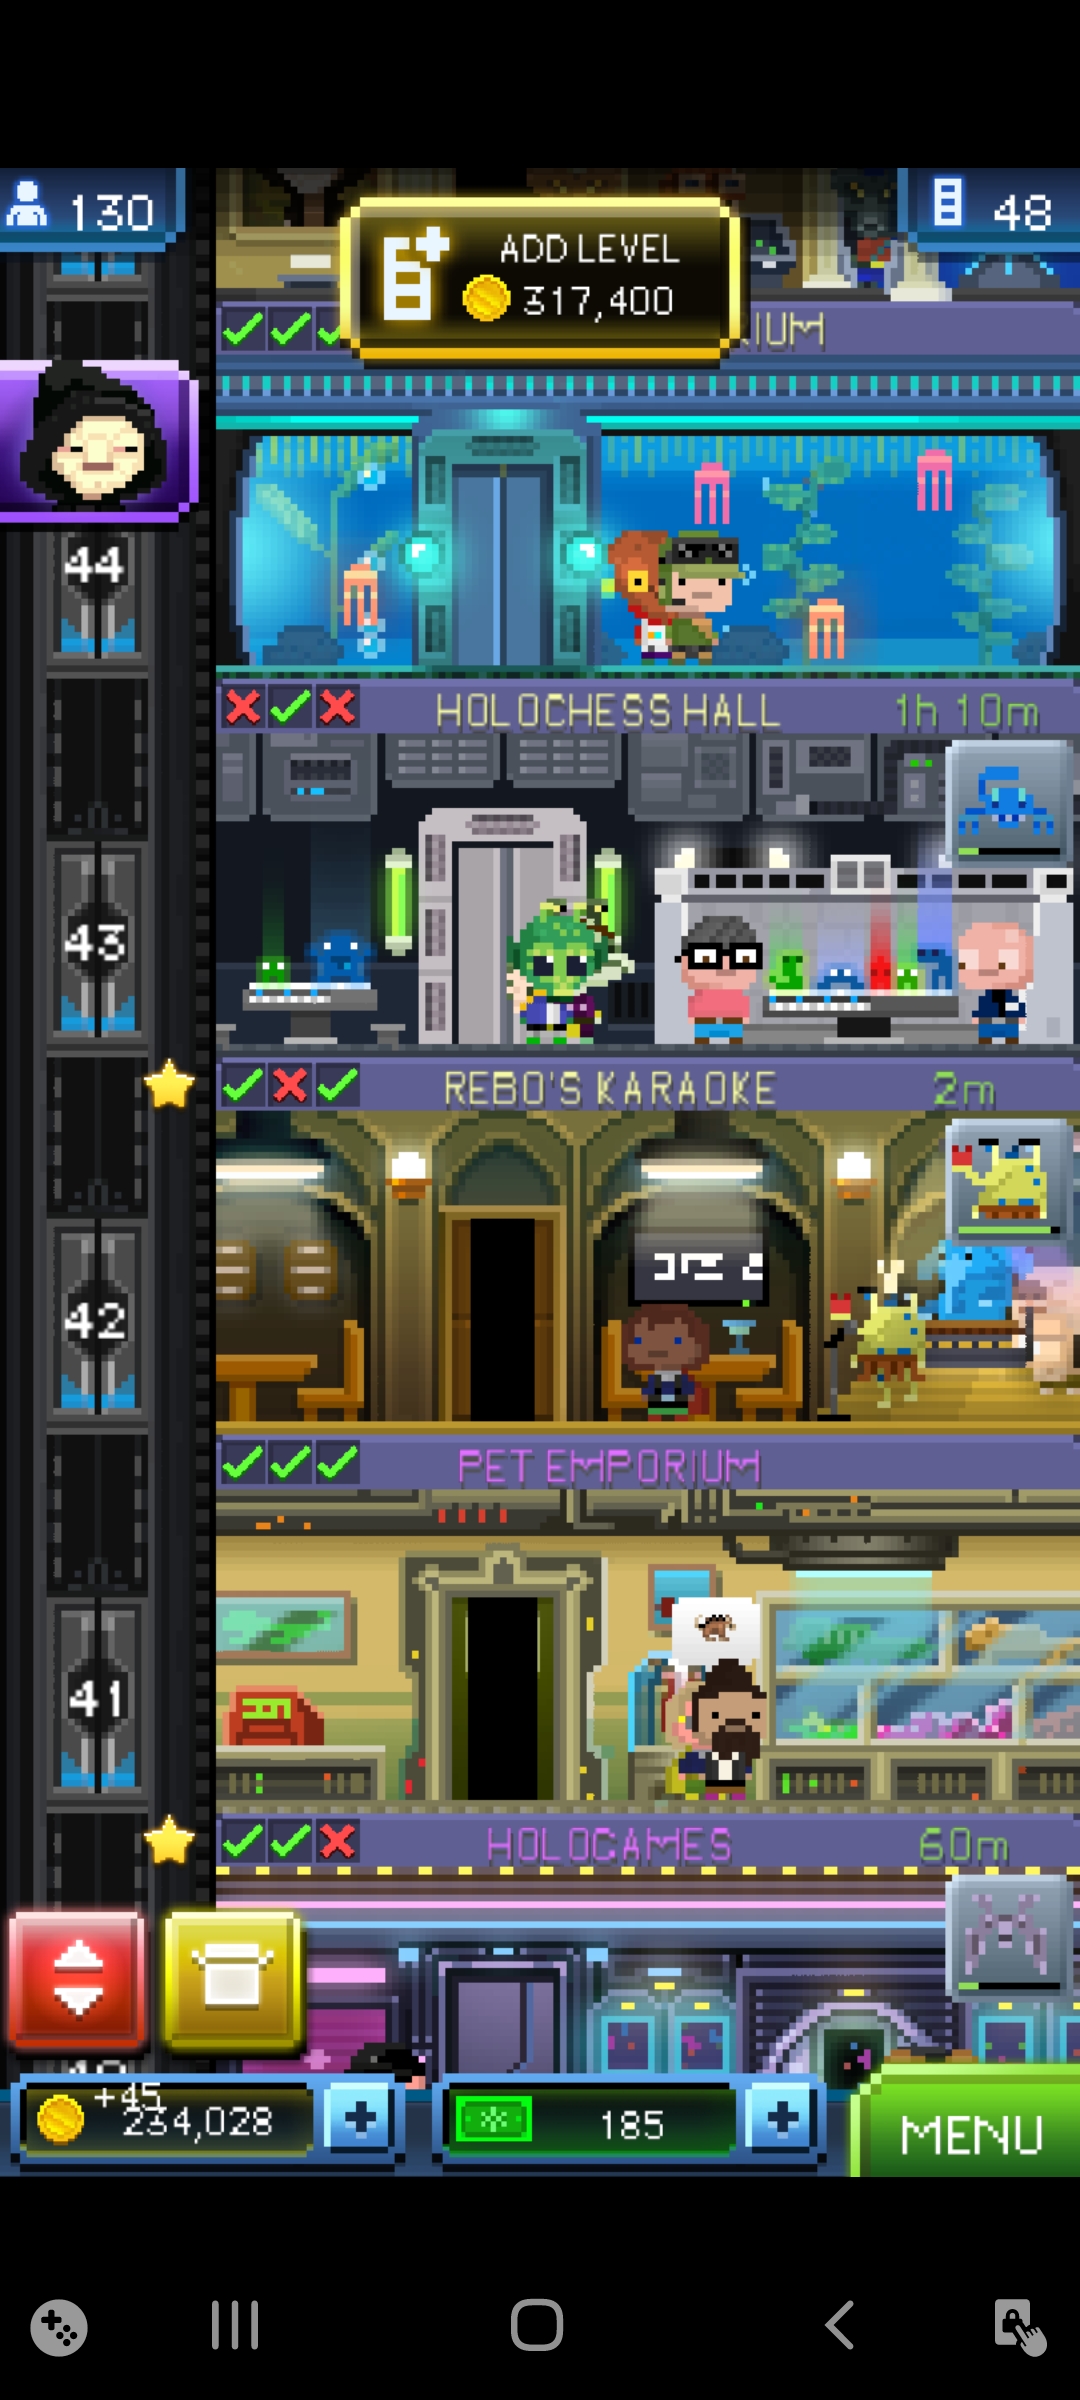 130
48
ADD LEVEL
317,400
RIUM
44
HOLOCHESS HALL
1h 10m
43
REBO'S KARAOKE
2m
42
PET EMPORIUM
41
HOLOGAMES
60m
+45
234,028
185
MENU